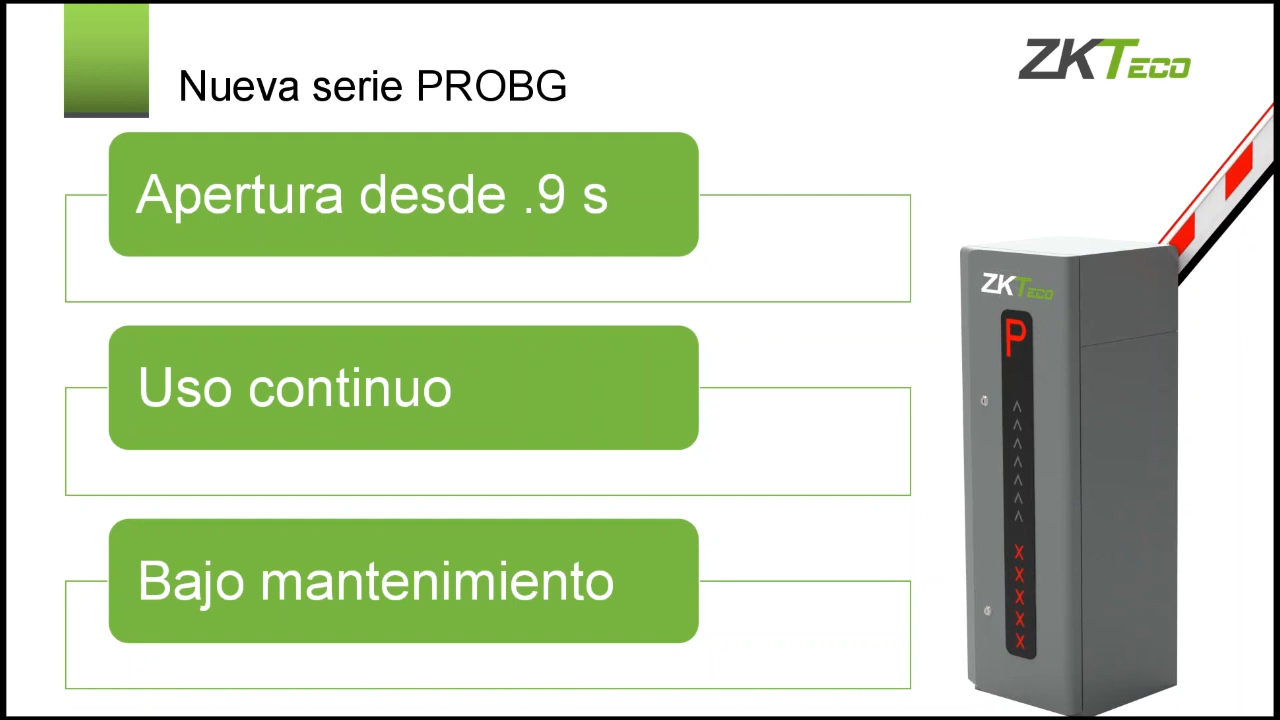 Nueva serie PROBG
ZKTeco
Apertura desde .9 s
Uso continuo
Bajo mantenimiento
ZKTeco
P
X
X
X
X
X